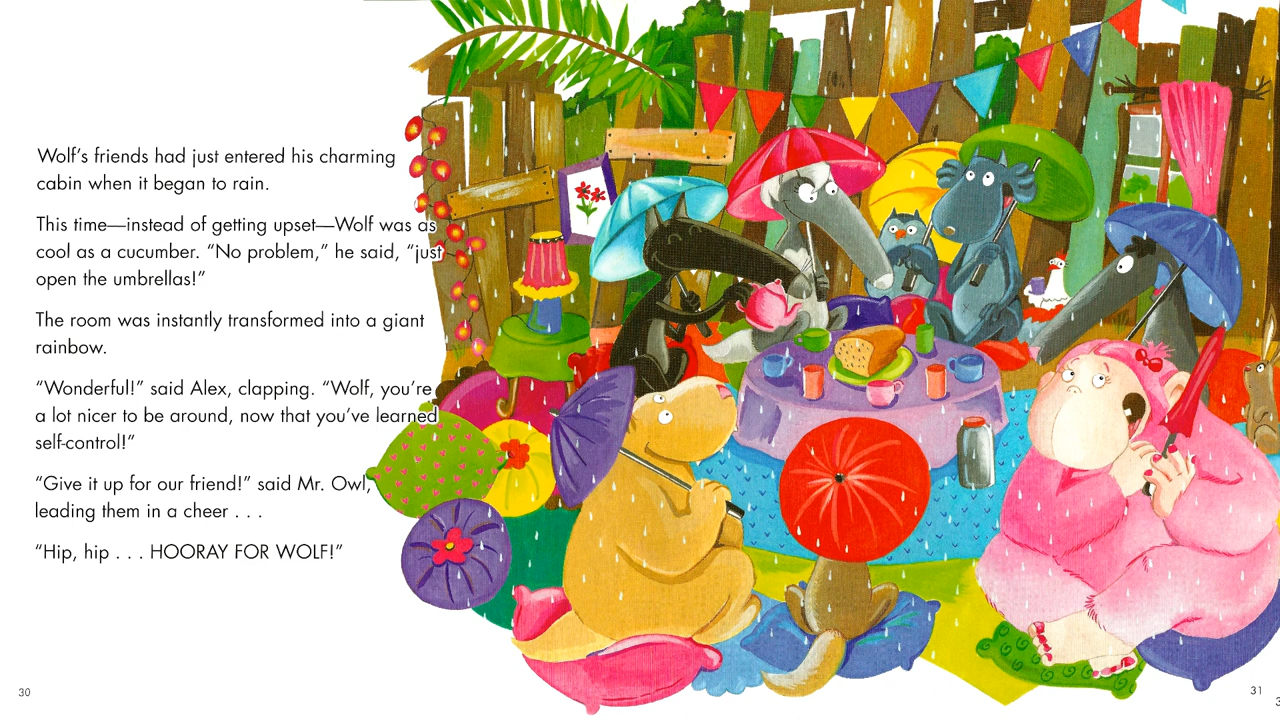 Wolf’s friends had just entered his charming
cabin when it began to rain.
This time—instead of getting upset—Wolf was as
cool as a cucumber. “No problem,” he said, “just
open the umbrellas!”
The room was instantly transformed into a giant
rainbow.
“Wonderful!” said Alex, clapping. “Wolf, you’re
a lot nicer to be around, now that you’ve learned
self-control!”
“Give it up for our friend!” said Mr. Owl,
leading them in a cheer . . .
“Hip, hip . . . HOORAY FOR WOLF!”
30
31
3